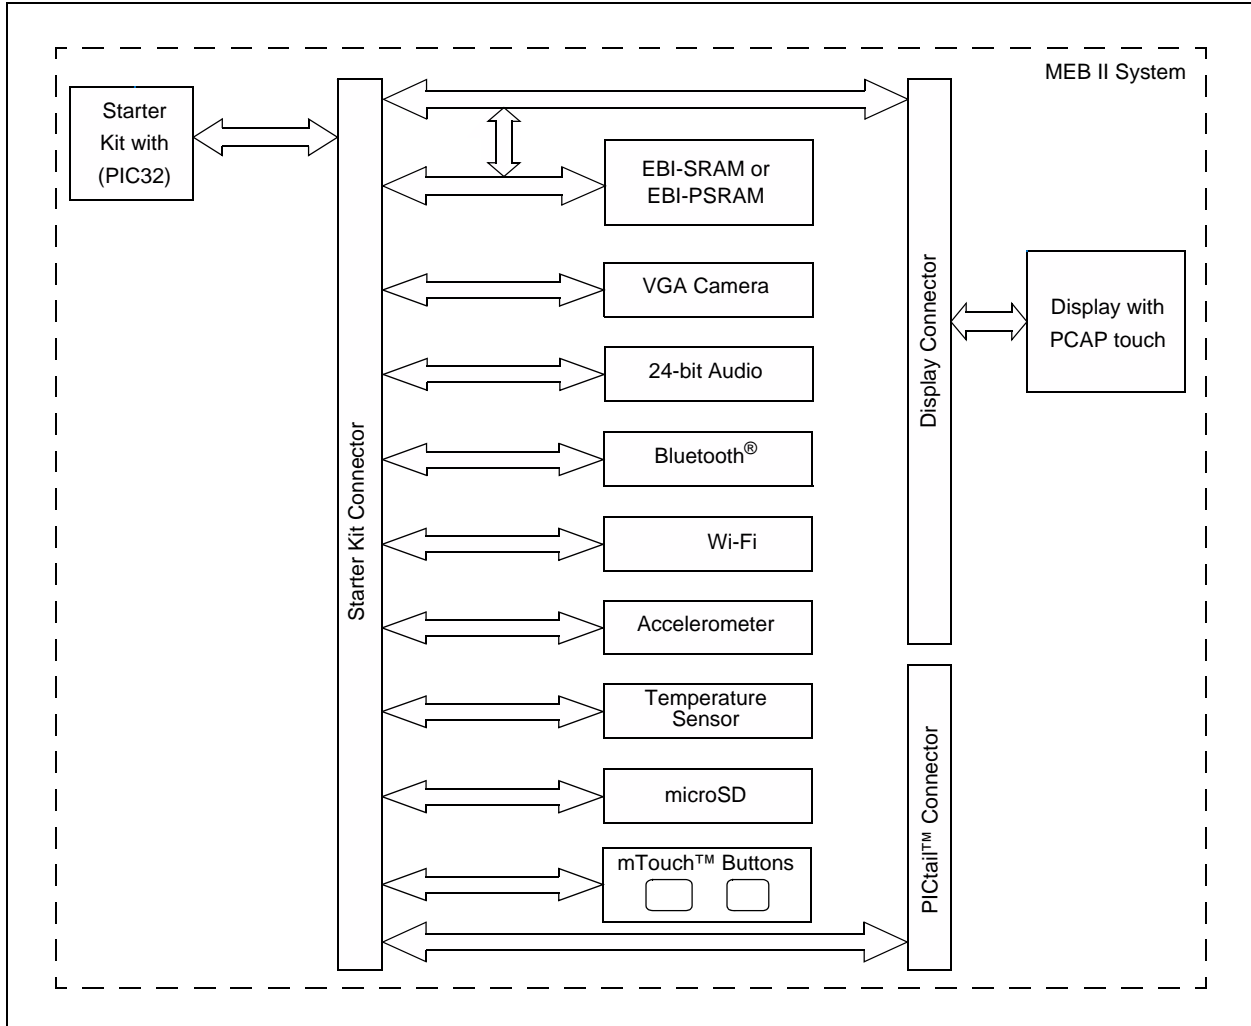 MEB II System
Starter
Kit with
(PIC32)
EBI-SRAM or
EBI-PSRAM
VGA Camera
24-bit Audio
Bluetooth®
Wi-Fi
Accelerometer
Temperature
Sensor
microSD
mTouch™ Buttons
Starter Kit Connector
Display Connector
PICtail™ Connector
Display with
PCAP touch